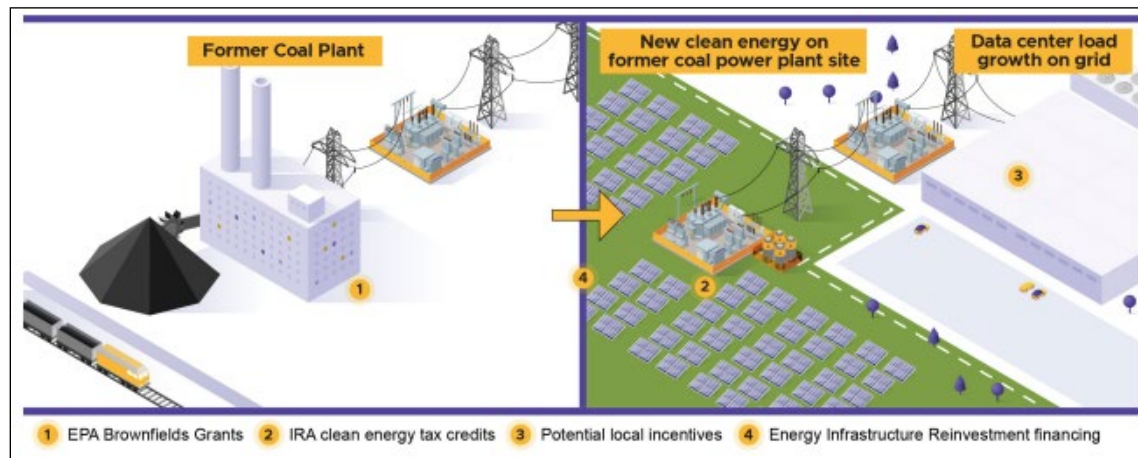 Former Coal Plant
New clean energy on
former coal power plant site
Data center load
growth on grid
1
4
2
3
1 EPA Brownfields Grants 2 IRA clean energy tax credits 3 Potential local incentives 4 Energy Infrastructure Reinvestment financing